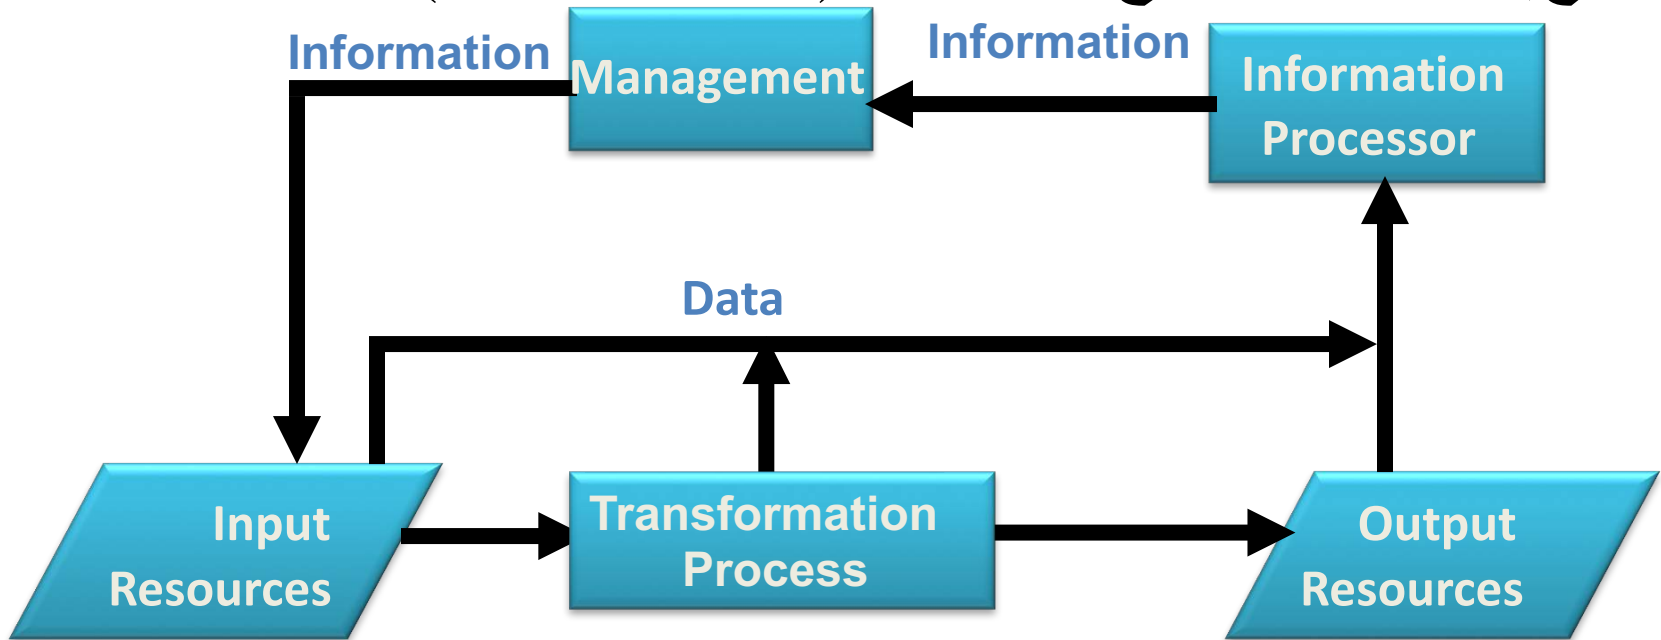 Information
Management
Information
Information
Processor
Data
Input
Resources
Transformation
Process
Output
Resources